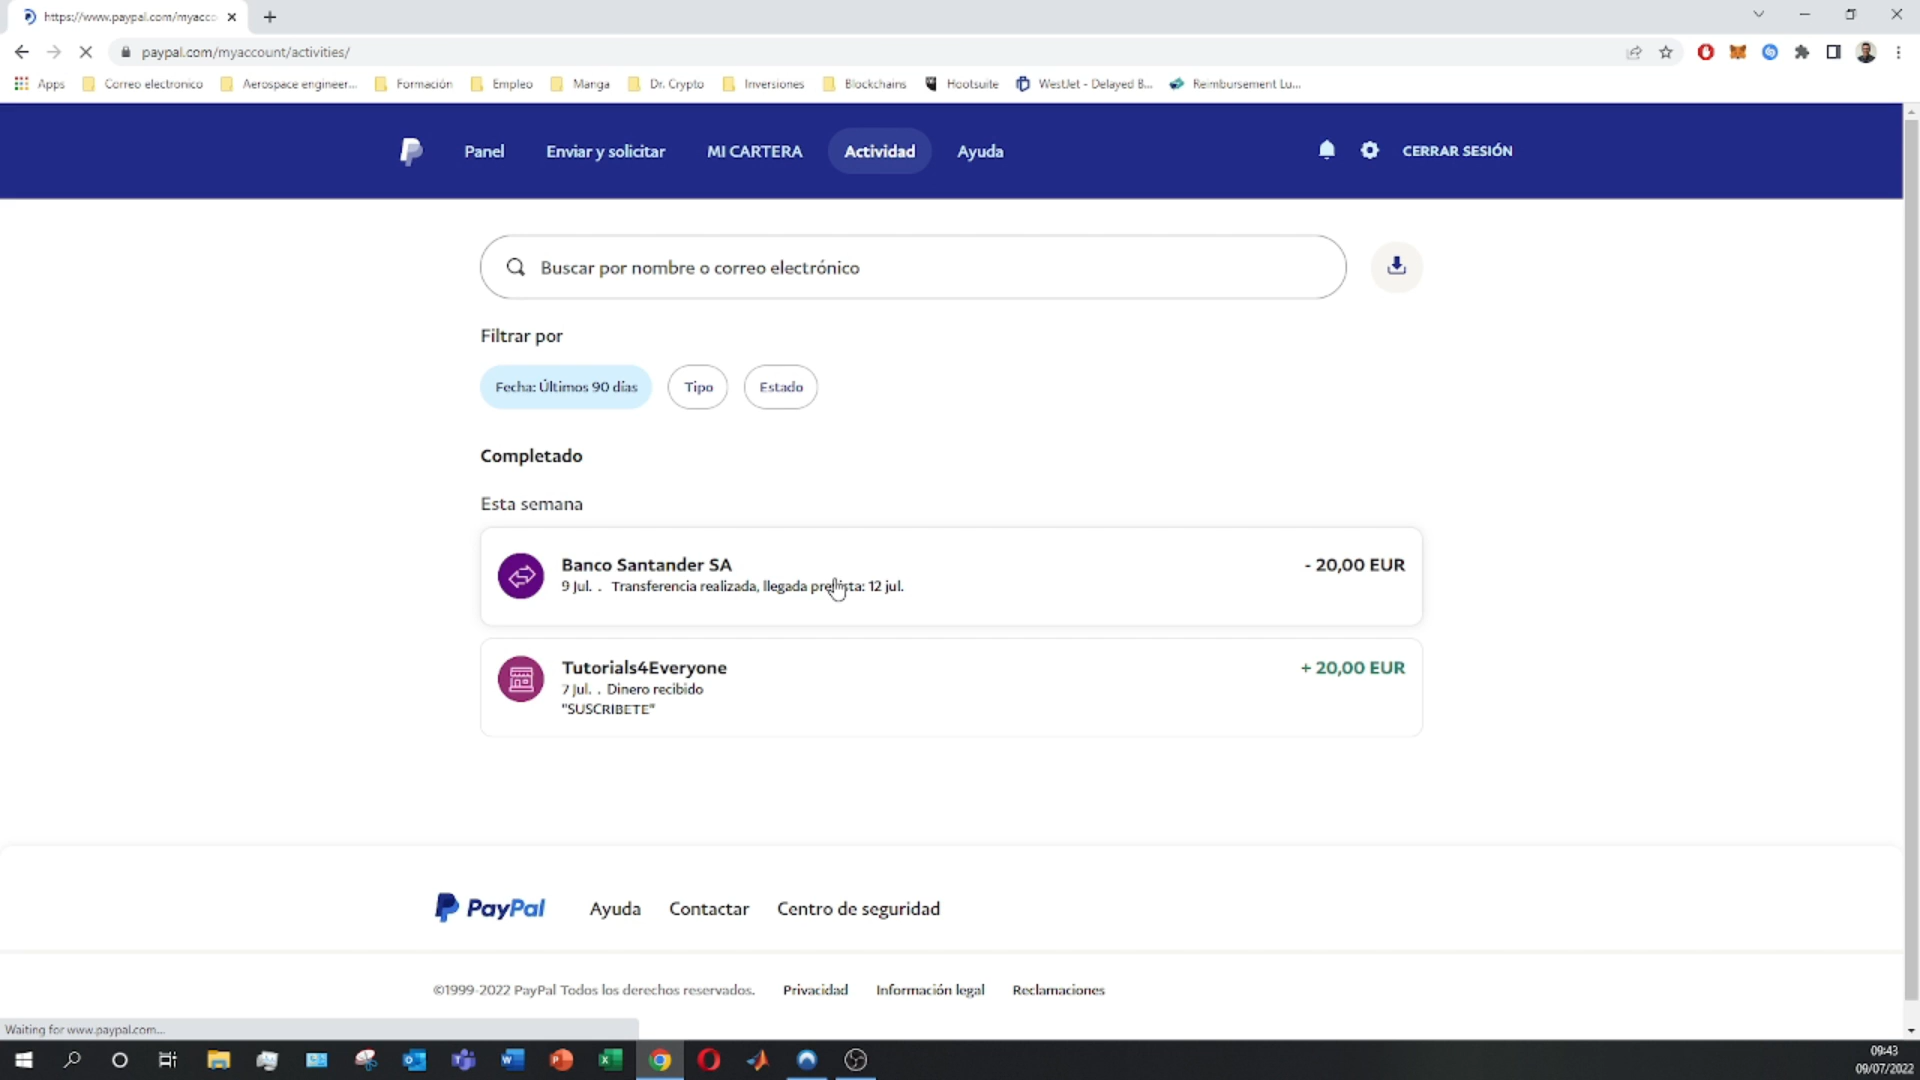 https://www.paypal.com/myacco
paypal.com/myaccount/activities/
Apps Correo electronico Aerospace engineer... Formación Empleo Manga Dr. Crypto Inversiones Blockchains Hootsuite WestJet - Delayed B... Reimbursement Lu...
Panel Enviar y solicitar MI CARTERA Actividad Ayuda CERRAR SESIÓN
Buscar por nombre o correo electrónico
Filtrar por
Fecha: Últimos 90 días Tipo Estado
Completado
Esta semana
Banco Santander SA - 20,00 EUR
9 Jul. . Transferencia realizada, llegada prevista: 12 jul.
Tutorials4Everyone + 20,00 EUR
7 Jul. . Dinero recibido
"SUSCRIBETE"
PayPal Ayuda Contactar Centro de seguridad
©1999-2022 PayPal Todos los derechos reservados. Privacidad Información legal Reclamaciones
Waiting for www.paypal.com...
09:43
09/07/2022